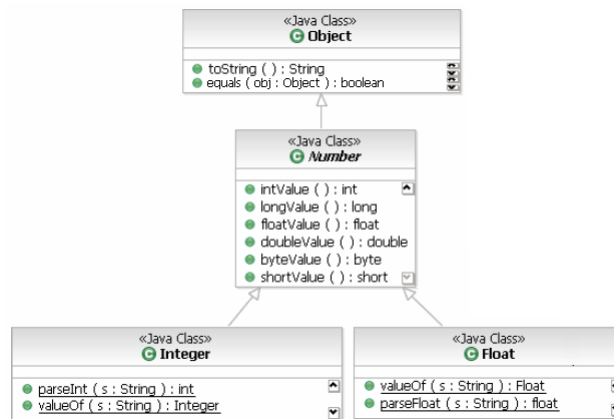 «Java Class»
Object
toString ( ) : String
equals ( obj : Object ) : boolean
«Java Class»
Number
intValue ( ) : int
longValue ( ) : long
floatValue ( ) : float
doubleValue ( ) : double
byteValue ( ) : byte
shortValue ( ) : short
«Java Class»
Integer
parseInt ( s : String ) : int
valueOf ( s : String ) : Integer
«Java Class»
Float
valueOf ( s : String ) : Float
parseFloat ( s : String ) : float